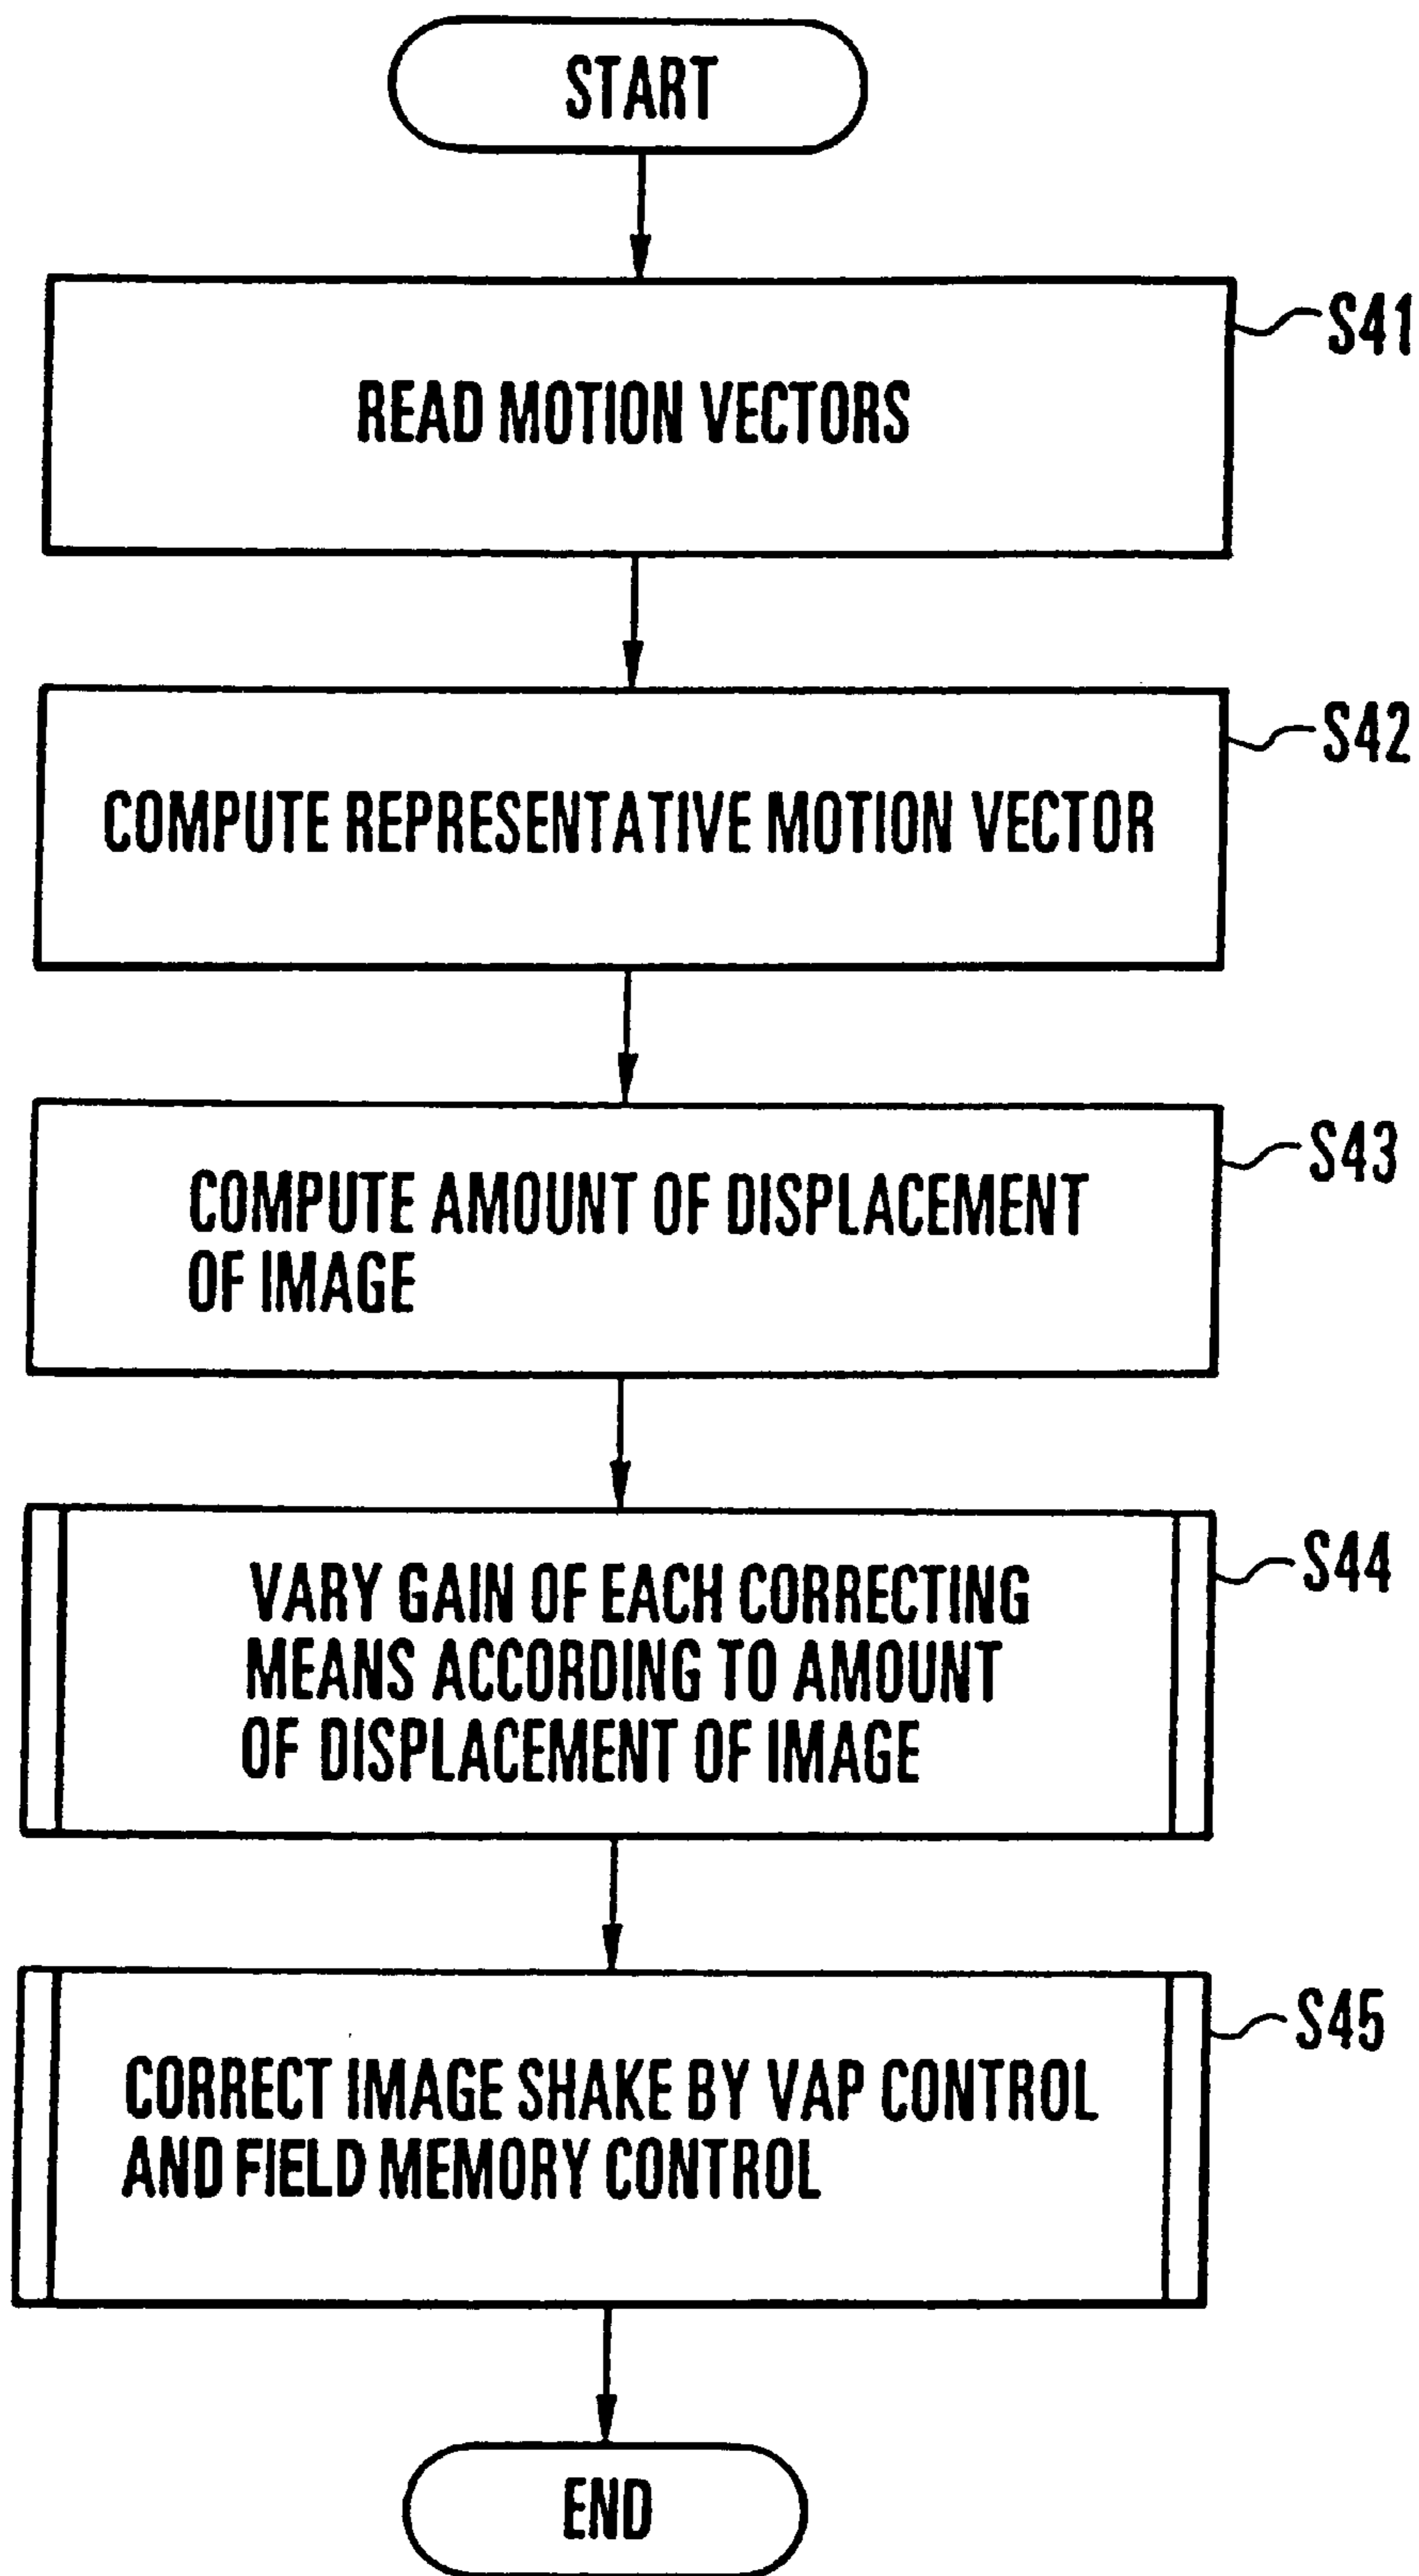 START
S41
READ MOTION VECTORS
S42
COMPUTE REPRESENTATIVE MOTION VECTOR
S43
COMPUTE AMOUNT OF DISPLACEMENT
OF IMAGE
S44
VARY GAIN OF EACH CORRECTING
MEANS ACCORDING TO AMOUNT
OF DISPLACEMENT OF IMAGE
S45
CORRECT IMAGE SHAKE BY VAP CONTROL
AND FIELD MEMORY CONTROL
END